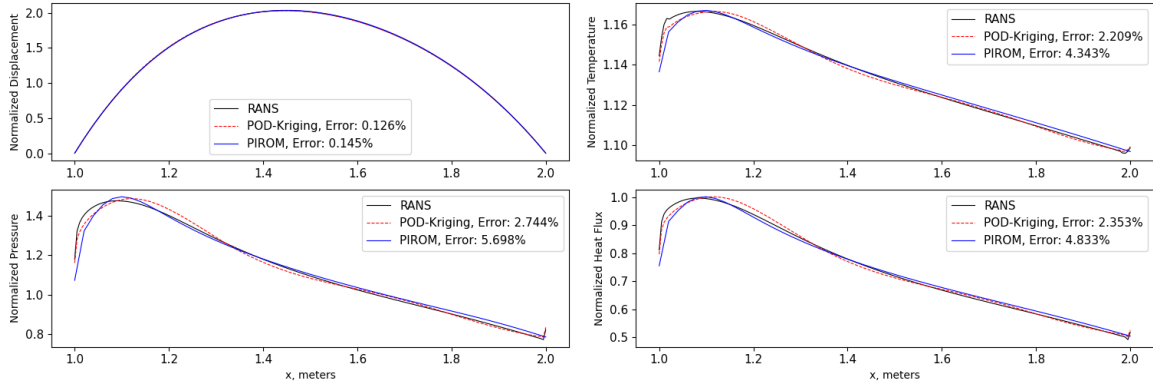 Normalized Displacement
2.0
1.5
1.0
0.5
0.0
RANS
POD-Kriging, Error: 0.126%
PIROM, Error: 0.145%
1.0 1.2 1.4 1.6 1.8 2.0
Normalized Temperature
1.16
1.14
1.12
1.10
RANS
POD-Kriging, Error: 2.209%
PIROM, Error: 4.343%
1.0 1.2 1.4 1.6 1.8 2.0
Normalized Pressure
1.4
1.2
1.0
0.8
RANS
POD-Kriging, Error: 2.744%
PIROM, Error: 5.698%
1.0 1.2 1.4 1.6 1.8 2.0
x, meters
Normalized Heat Flux
1.0
0.9
0.8
0.7
0.6
0.5
RANS
POD-Kriging, Error: 2.353%
PIROM, Error: 4.833%
1.0 1.2 1.4 1.6 1.8 2.0
x, meters